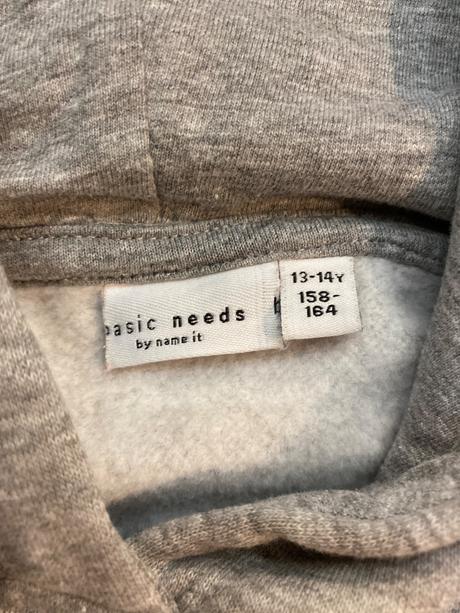 basic needs
by name it
b
13-14Y
158-
164